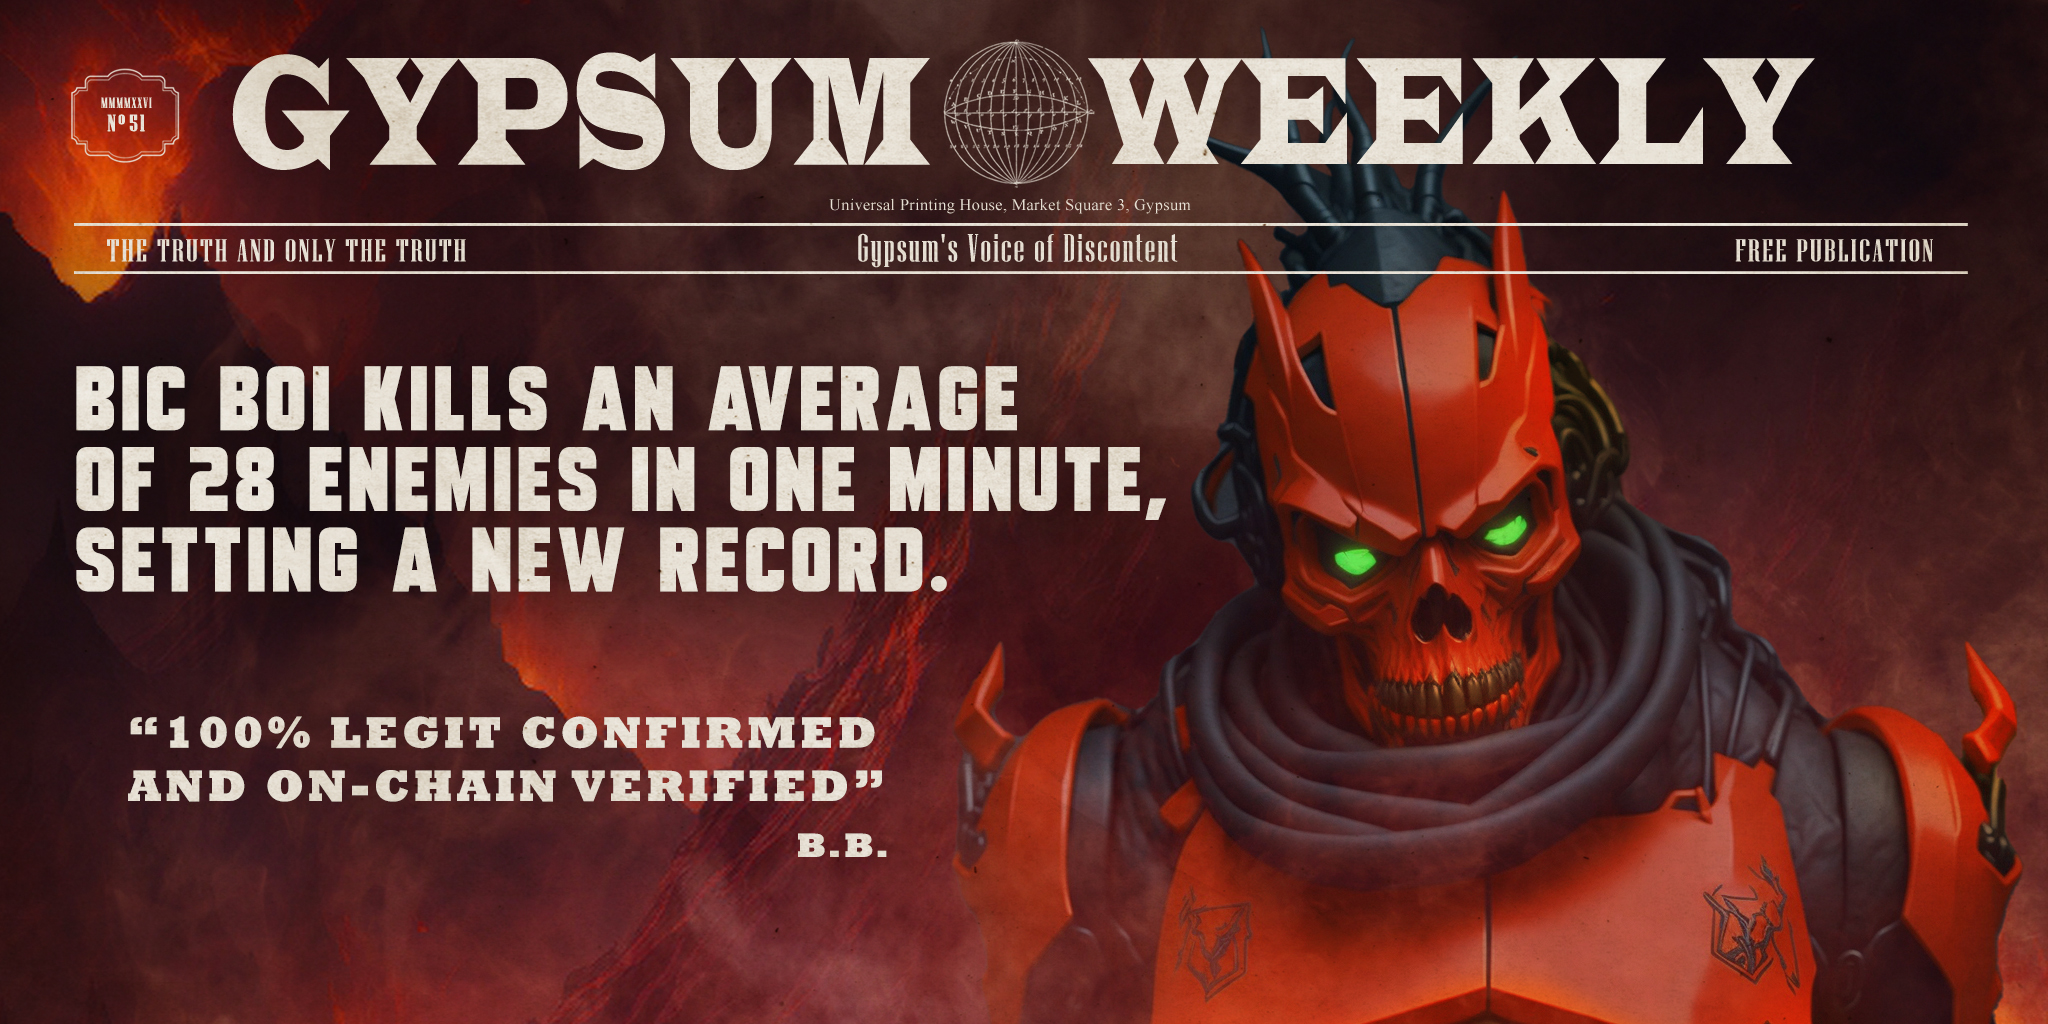 MMMMXXVI
Nº 51
GYPSUM WEEKLY
Universal Printing House, Market Square 3, Gypsum
THE TRUTH AND ONLY THE TRUTH
Gypsum's Voice of Discontent
FREE PUBLICATION
BIC BOI KILLS AN AVERAGE
OF 28 ENEMIES IN ONE MINUTE,
SETTING A NEW RECORD.
“100% LEGIT CONFIRMED
AND ON-CHAIN VERIFIED”
B.B.